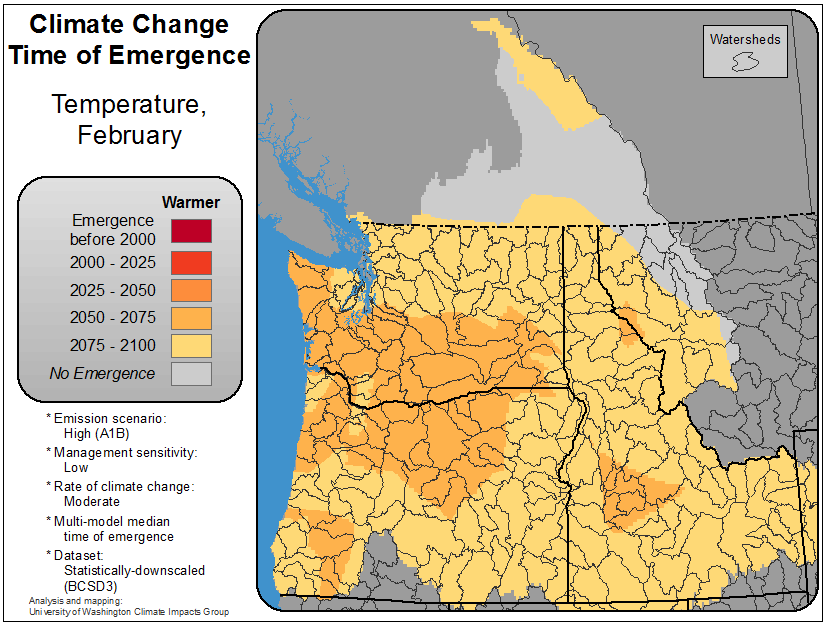 Climate Change
Time of Emergence
Temperature,
February
Warmer
Emergence
before 2000
2000 - 2025
2025 - 2050
2050 - 2075
2075 - 2100
No Emergence
* Emission scenario:
High (A1B)
* Management sensitivity:
Low
* Rate of climate change:
Moderate
* Multi-model median
time of emergence
* Dataset:
Statistically-downscaled
(BCSD3)
Analysis and mapping:
University of Washington Climate Impacts Group
Watersheds